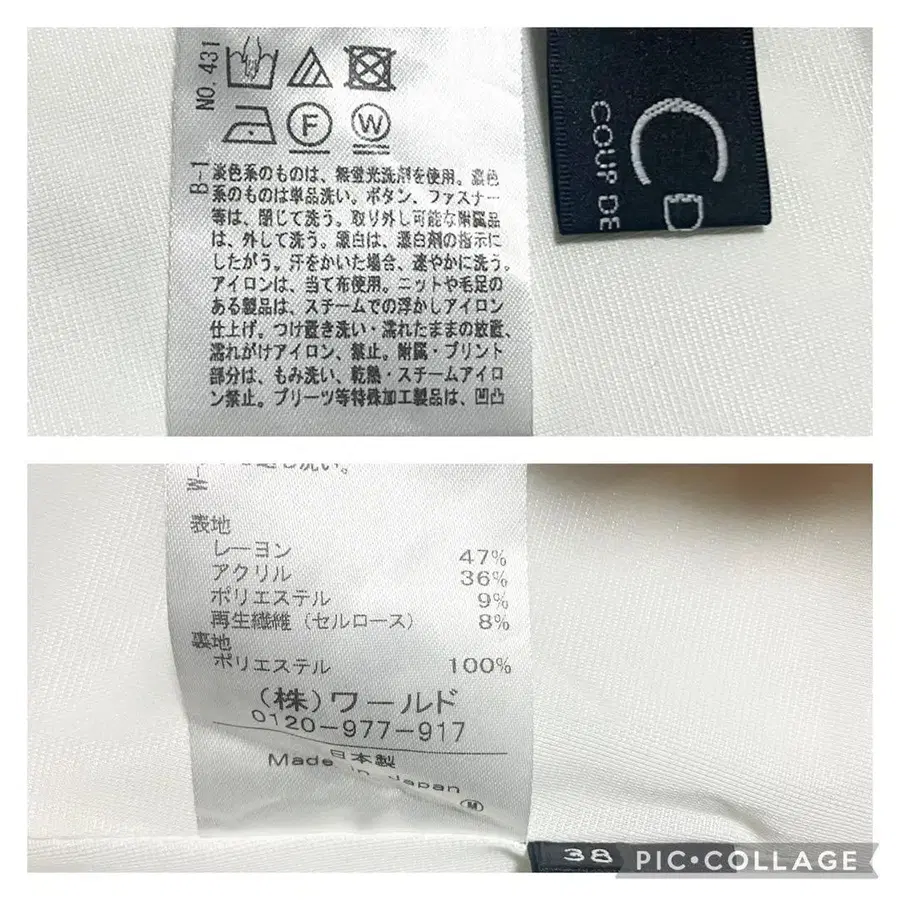 NO. 431
F
W
B-1
淡色系のものは、無蛍光洗剤を使用。濃色
系のものは単品洗い。ボタン、ファスナー
等は、閉じて洗う。取り外し可能な附属品
は、外して洗う。漂白は、漂白剤の指示に
したがう。汗をかいた場合、速やかに洗う。
アイロンは、当て布使用。ニットや毛足の
ある製品は、スチームでの浮かしアイロン
仕上げ。つけ置き洗い・濡れたままの放置、
濡れがけアイロン、禁止。附属・プリント
部分は、もみ洗い、乾熱・スチームアイロ
ン禁止。プリーツ等特殊加工製品は、凹凸
CD
COUP DE
W-
表地
レーヨン 47%
アクリル 36%
ポリエステル 9%
再生繊維(セルロース) 8%
裏地
ポリエステル 100%
(株)ワールド
0120-977-917
日本製
Made in Japan
M
38
PIC•COLLAGE